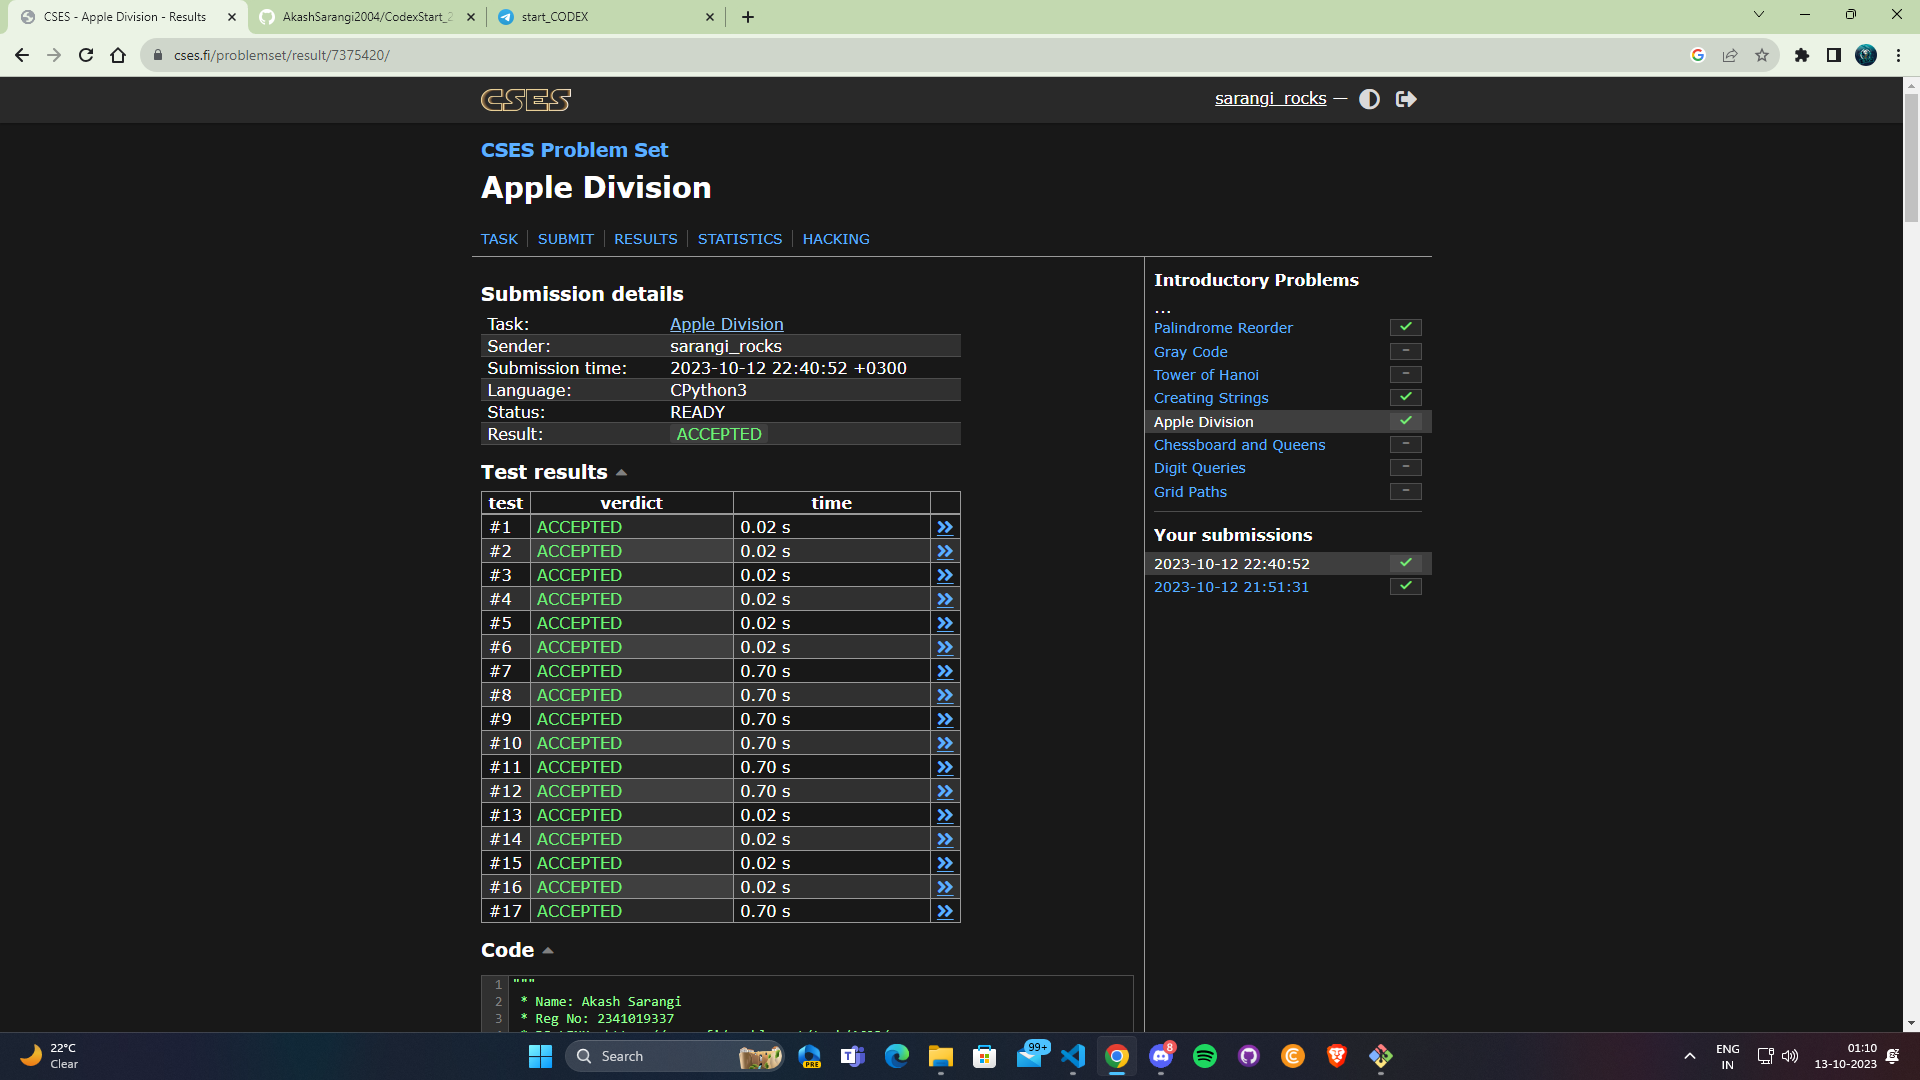 CSES - Apple Division - Results
AkashSarangi2004/CodexStart_2
start_CODEX
cses.fi/problemset/result/7375420/
CSES
sarangi_rocks —
CSES Problem Set
Apple Division
TASK
SUBMIT
RESULTS
STATISTICS
HACKING
Submission details
Task: Apple Division
Sender: sarangi_rocks
Submission time: 2023-10-12 22:40:52 +0300
Language: CPython3
Status: READY
Result: ACCEPTED
Test results
test verdict time
#1 ACCEPTED 0.02 s
#2 ACCEPTED 0.02 s
#3 ACCEPTED 0.02 s
#4 ACCEPTED 0.02 s
#5 ACCEPTED 0.02 s
#6 ACCEPTED 0.02 s
#7 ACCEPTED 0.70 s
#8 ACCEPTED 0.70 s
#9 ACCEPTED 0.70 s
#10 ACCEPTED 0.70 s
#11 ACCEPTED 0.70 s
#12 ACCEPTED 0.70 s
#13 ACCEPTED 0.02 s
#14 ACCEPTED 0.02 s
#15 ACCEPTED 0.02 s
#16 ACCEPTED 0.02 s
#17 ACCEPTED 0.70 s
Code
1 """
2 * Name: Akash Sarangi
3 * Reg No: 2341019337
Introductory Problems
...
Palindrome Reorder
Gray Code
Tower of Hanoi
Creating Strings
Apple Division
Chessboard and Queens
Digit Queries
Grid Paths
Your submissions
2023-10-12 22:40:52
2023-10-12 21:51:31
22°C
Clear
Search
PRE
99+
8
ENG
IN
01:10
13-10-2023